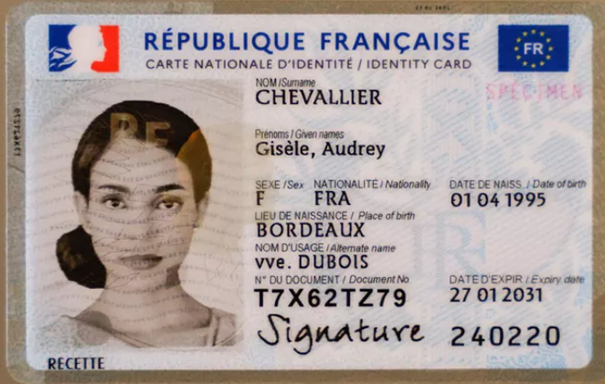 RÉPUBLIQUE FRANÇAISE
FR
CARTE NATIONALE D'IDENTITÉ / IDENTITY CARD
SPECIMEN
NOM /Surname
CHEVALLIER
Prénoms / Given names
Gisèle, Audrey
SEXE /Sex NATIONALITÉ / Nationality DATE DE NAISS. / Date of birth
F FRA 01 04 1995
LIEU DE NAISSANCE / Place of birth
BORDEAUX
NOM D'USAGE / Alternate name
vve. DUBOIS
N° DU DOCUMENT / Document No DATE D'EXPIR / Expiry date
T7X62TZ79 27 01 2031
Signature 240220
RECETTE